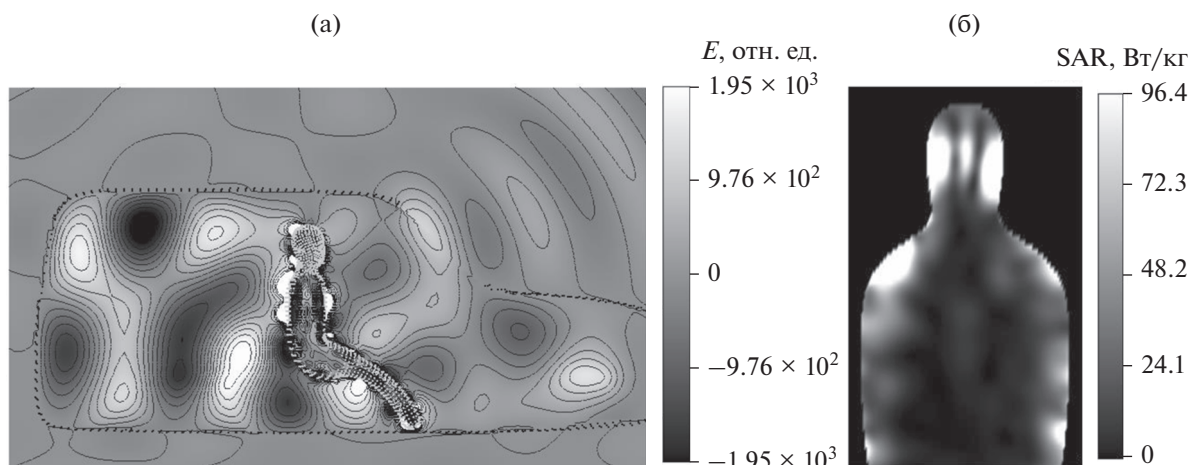 (а)
(б)
E, отн. ед.
1.95 × 10³
9.76 × 10²
0
−9.76 × 10²
−1.95 × 10³
SAR, Вт/кг
96.4
72.3
48.2
24.1
0